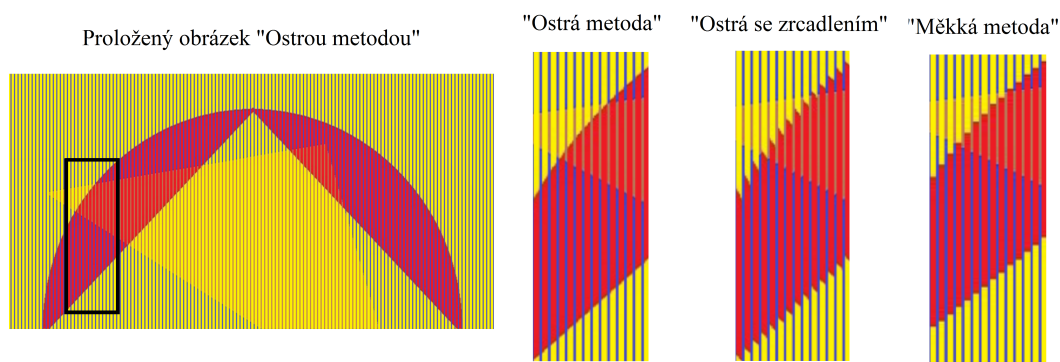 Proložený obrázek "Ostrou metodou"
"Ostrá metoda"
"Ostrá se zrcadlením"
"Měkká metoda"